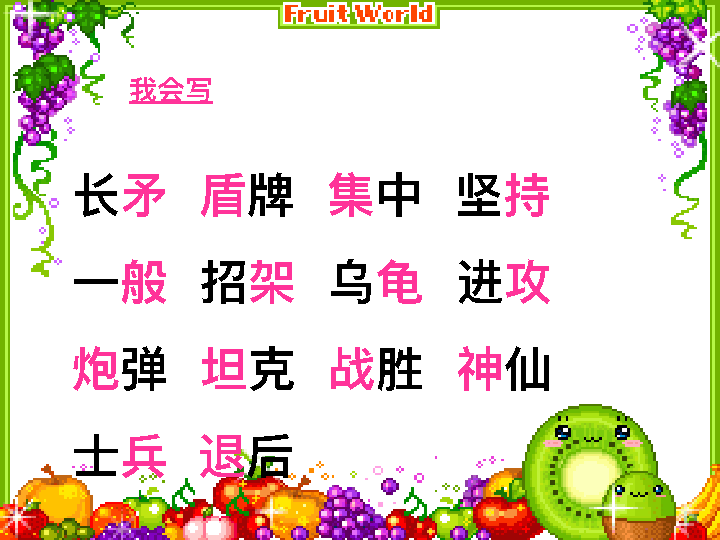 Fruit World
我会写
长矛 盾牌 集中 坚持
一般 招架 乌龟 进攻
炮弹 坦克 战胜 神仙
士兵 退后